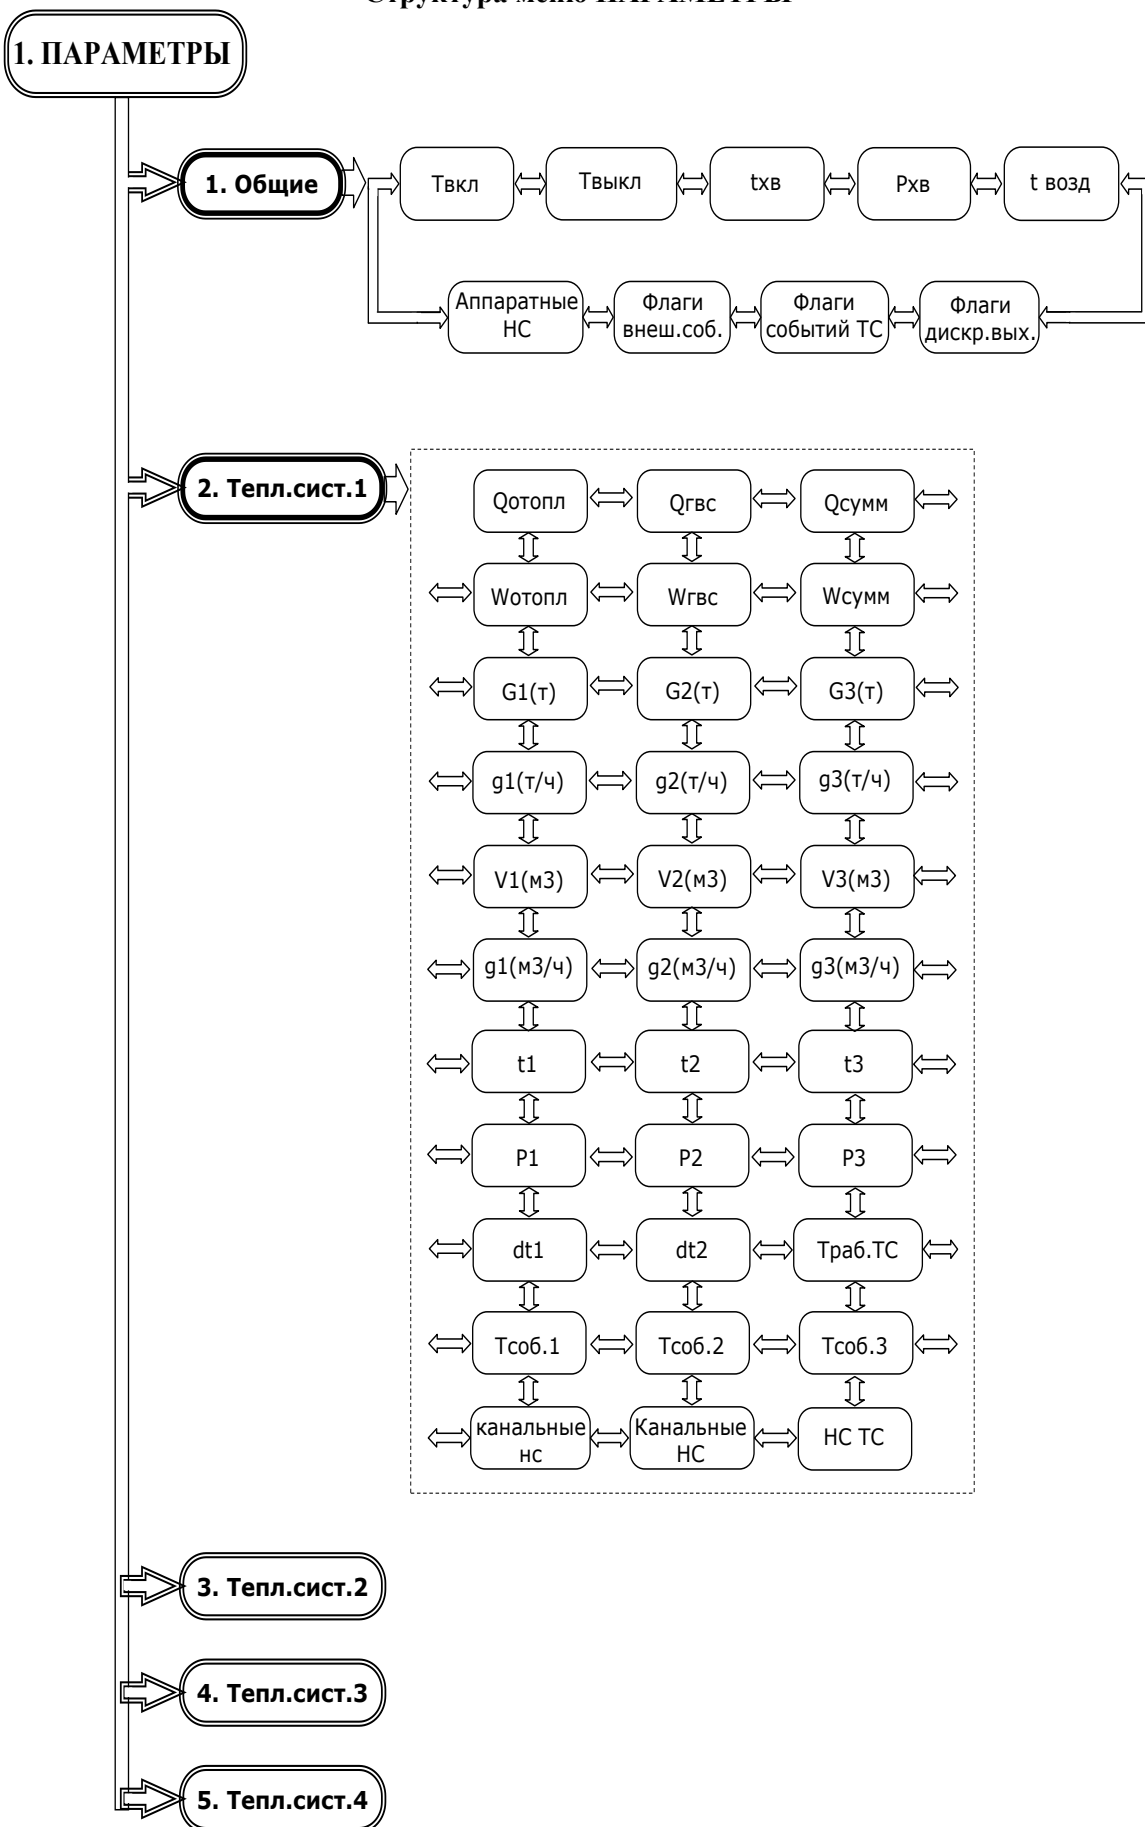 Структура меню ПАРАМЕТРЫ
1. ПАРАМЕТРЫ
1. Общие
Твкл
Твыкл
tхв
Рхв
t возд
Аппаратные
НС
Флаги
внеш.соб.
Флаги
событий ТС
Флаги
дискр.вых.
2. Тепл.сист.1
Qотопл
Qгвс
Qсумм
Wотопл
Wгвс
Wсумм
G1(т)
G2(т)
G3(т)
g1(т/ч)
g2(т/ч)
g3(т/ч)
V1(м3)
V2(м3)
V3(м3)
g1(м3/ч)
g2(м3/ч)
g3(м3/ч)
t1
t2
t3
P1
P2
P3
dt1
dt2
Траб.ТС
Тсоб.1
Тсоб.2
Тсоб.3
канальные
нс
Канальные
НС
НС ТС
3. Тепл.сист.2
4. Тепл.сист.3
5. Тепл.сист.4